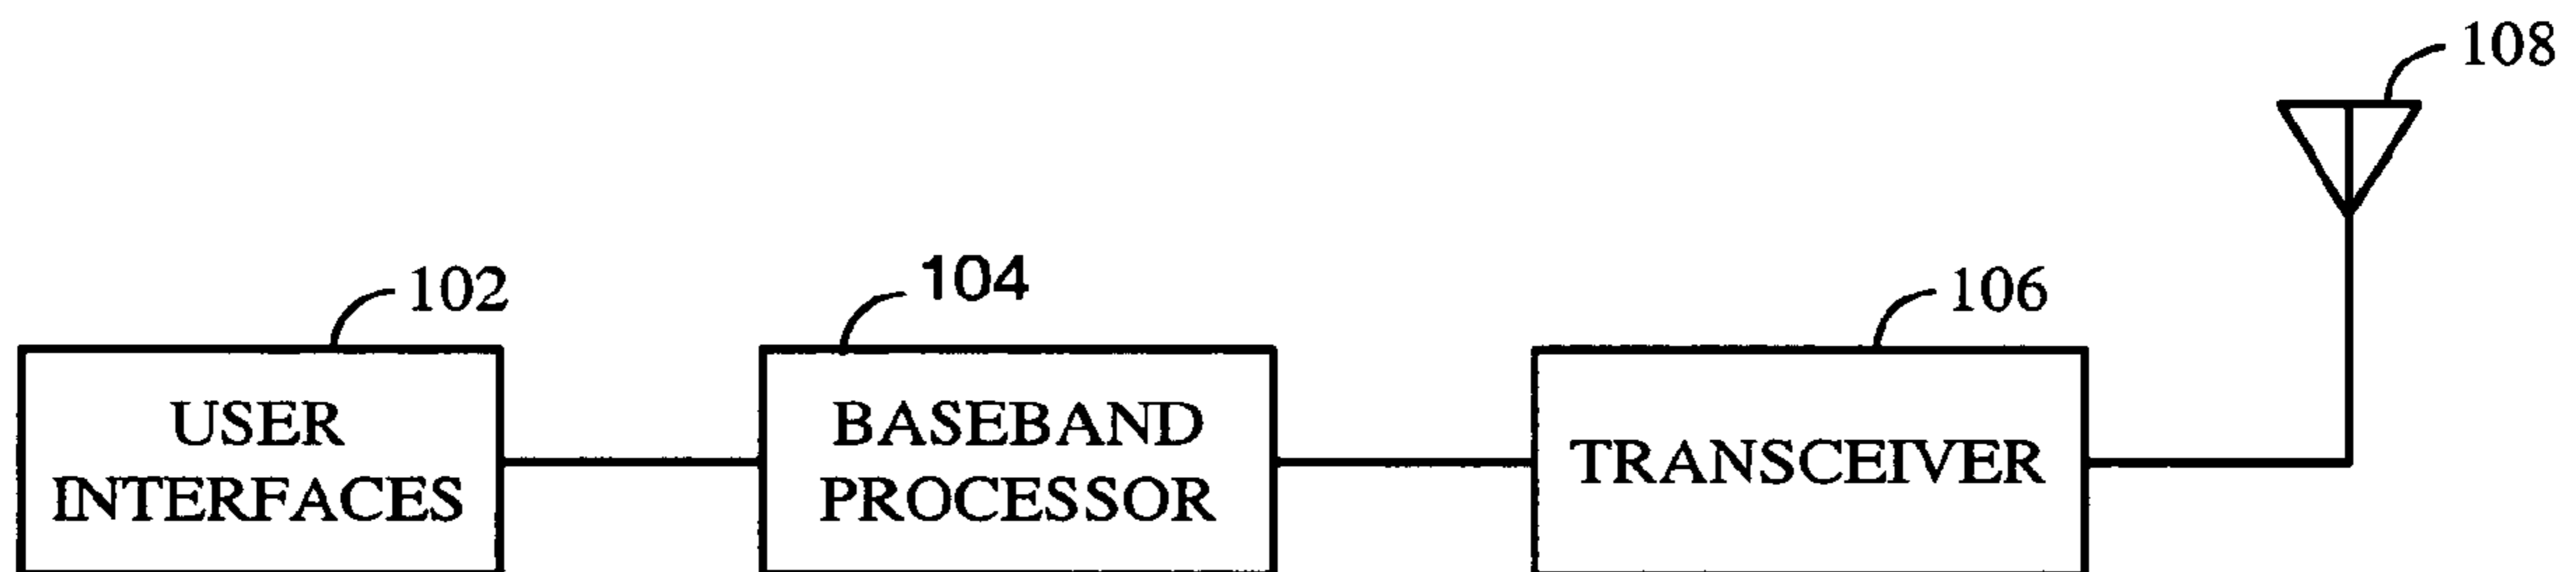 108
102
104
106
USER
INTERFACES
BASEBAND
PROCESSOR
TRANSCEIVER